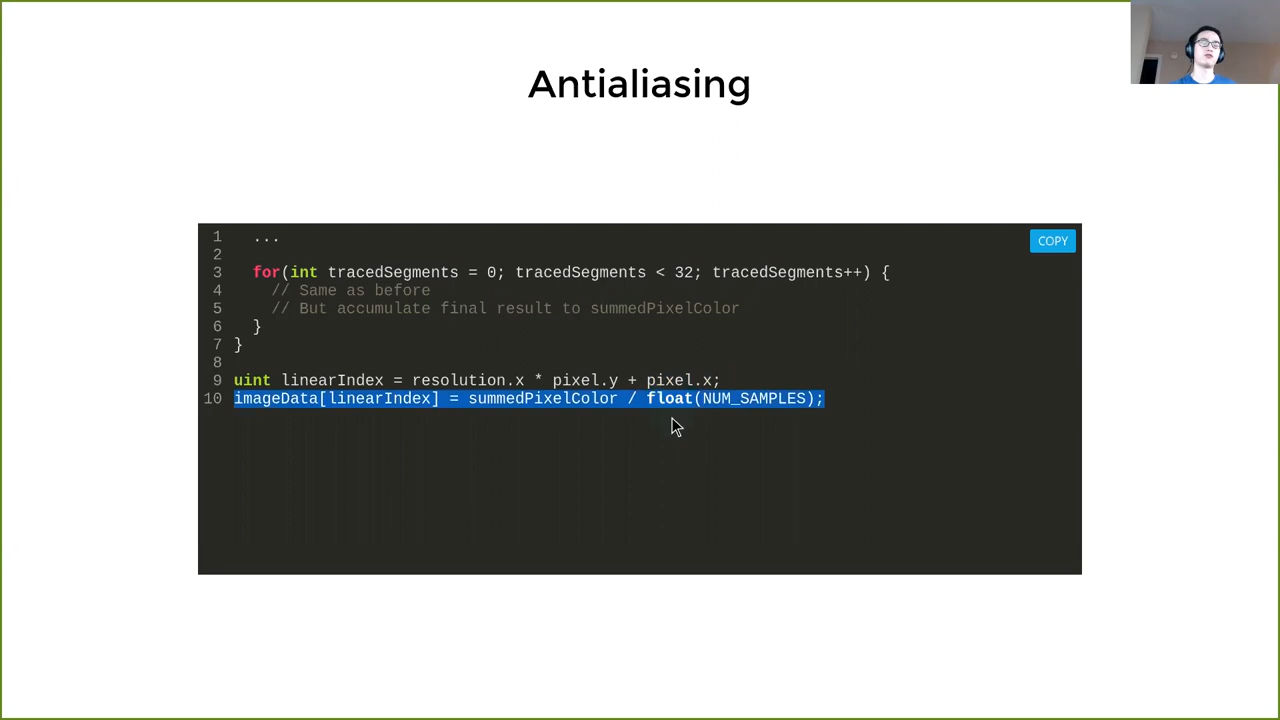 Antialiasing
COPY
1 ...
2
3 for(int tracedSegments = 0; tracedSegments < 32; tracedSegments++) {
4 // Same as before
5 // But accumulate final result to summedPixelColor
6 }
7 }
8
9 uint linearIndex = resolution.x * pixel.y + pixel.x;
10 imageData[linearIndex] = summedPixelColor / float(NUM_SAMPLES);